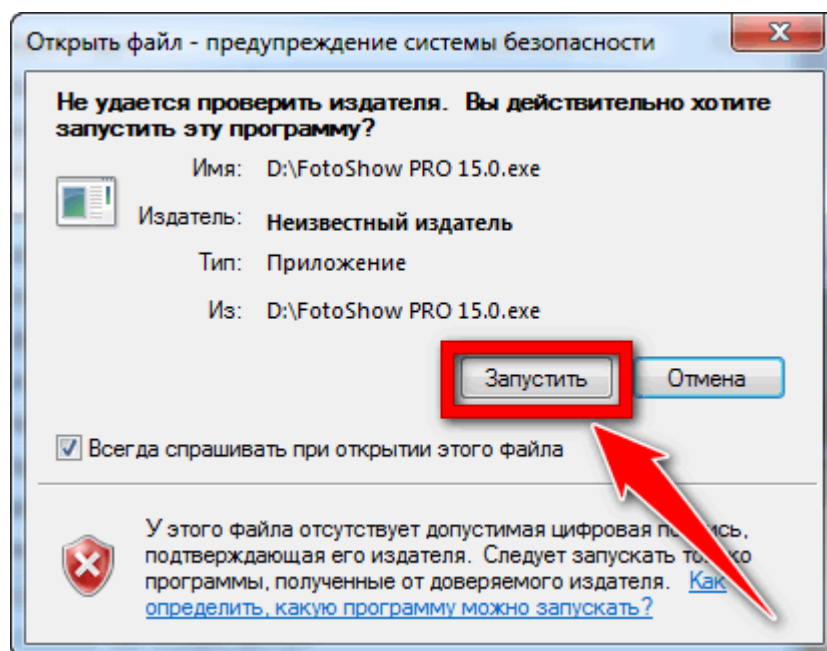 Открыть файл - предупреждение системы безопасности
Не удается проверить издателя. Вы действительно хотите
запустить эту программу?
Имя: D:\FotoShow PRO 15.0.exe
Издатель: Неизвестный издатель
Тип: Приложение
Из: D:\FotoShow PRO 15.0.exe
Запустить Отмена
Всегда спрашивать при открытии этого файла
У этого файла отсутствует допустимая цифровая подпись,
подтверждающая его издателя. Следует запускать только
программы, полученные от доверяемого издателя. Как
определить, какую программу можно запускать?